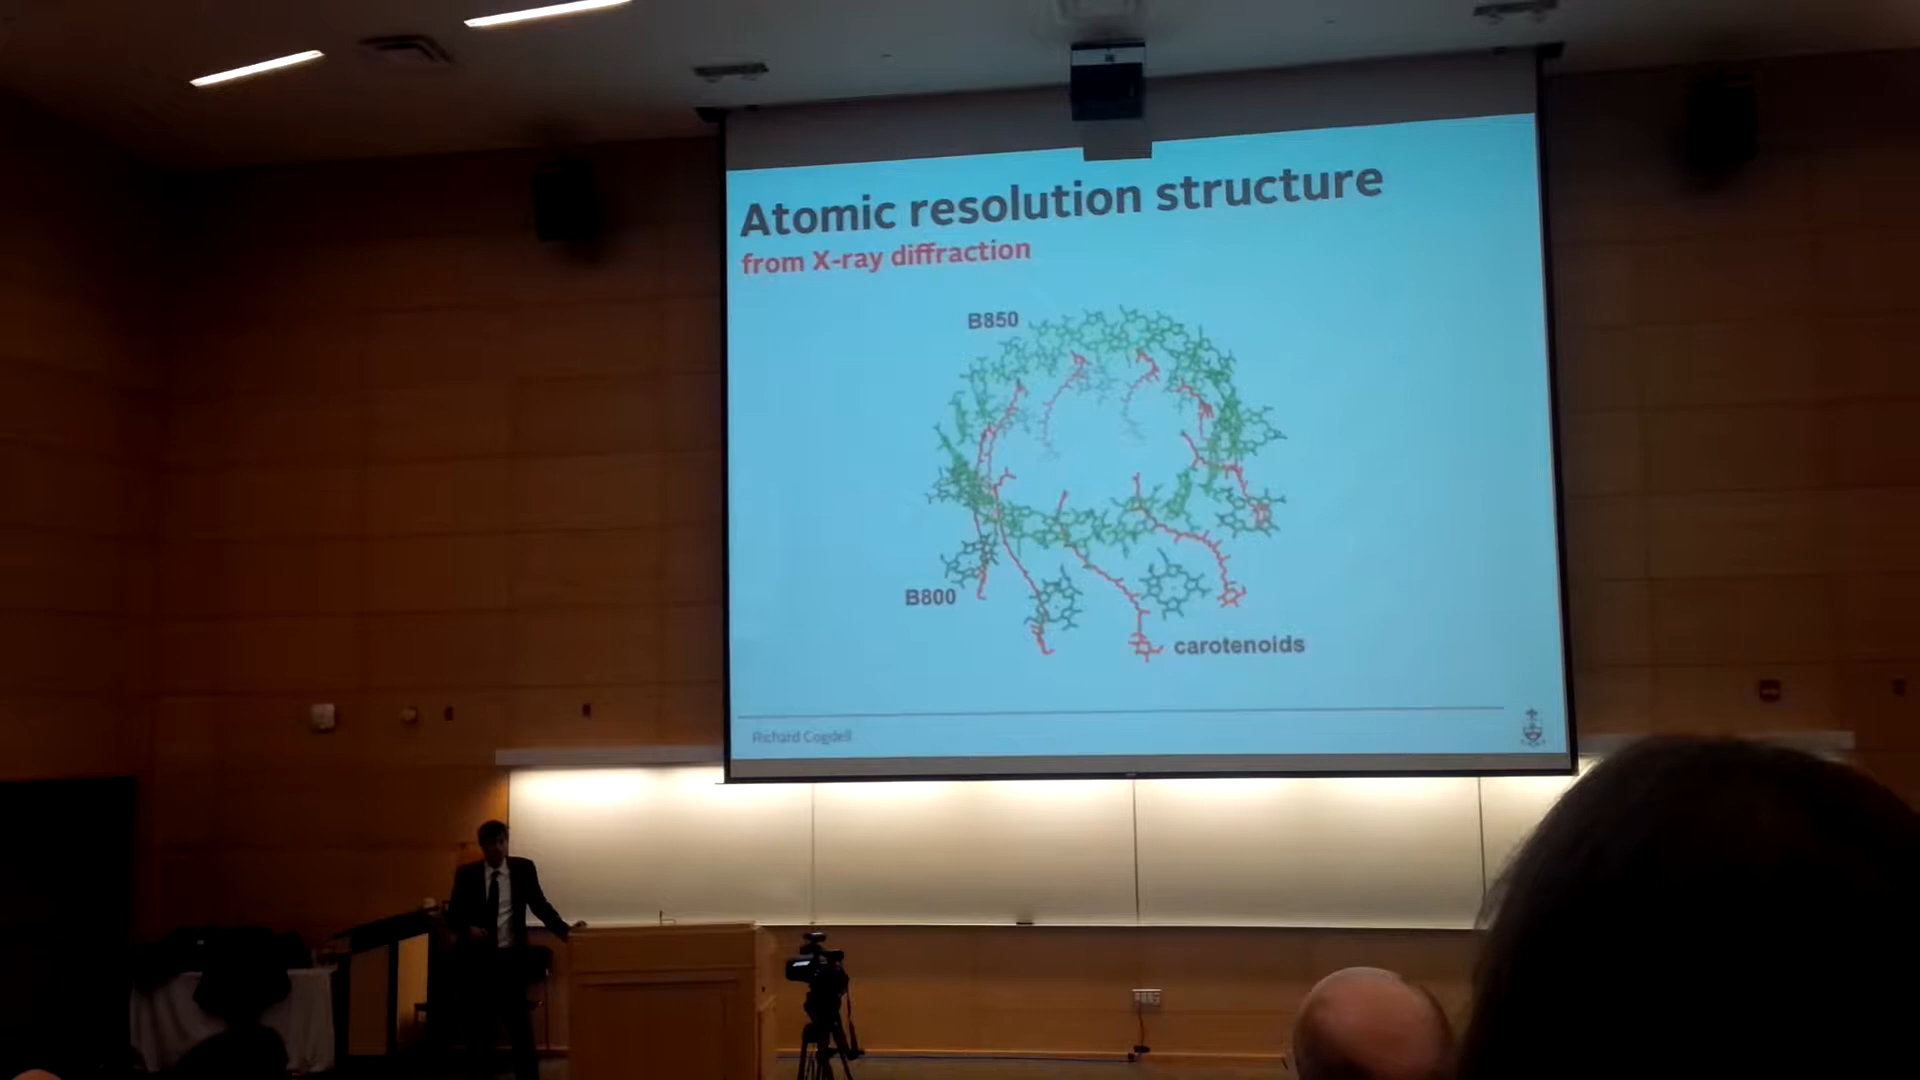 Atomic resolution structure
from X-ray diffraction
B850
B800
carotenoids
Richard Cogdell